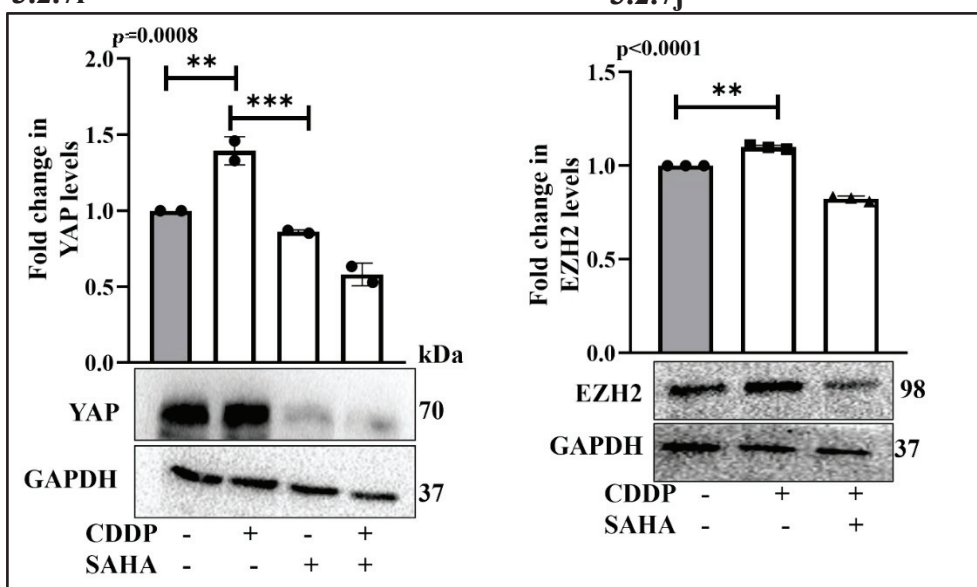 p=0.0008
2.0
1.5
1.0
0.5
0.0
Fold change in
YAP levels
**
***
kDa
YAP
70
GAPDH
37
CDDP - + - +
SAHA - - + +
p<0.0001
1.5
1.0
0.5
0.0
Fold change in
EZH2 levels
**
EZH2
98
GAPDH
37
CDDP - + +
SAHA - - +